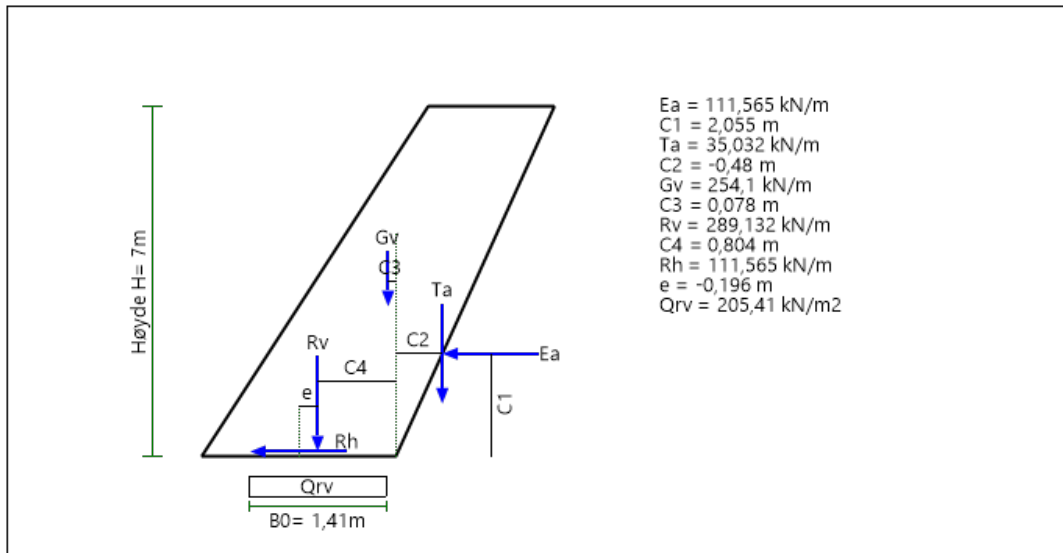 Ea = 111,565 kN/m
C1 = 2,055 m
Ta = 35,032 kN/m
C2 = -0,48 m
Gv = 254,1 kN/m
C3 = 0,078 m
Rv = 289,132 kN/m
C4 = 0,804 m
Rh = 111,565 kN/m
e = -0,196 m
Qrv = 205,41 kN/m2
Høyde H= 7m
Gv
C3
Ta
Rv
C2
Ea
C4
e
C1
Rh
Qrv
B0= 1,41m